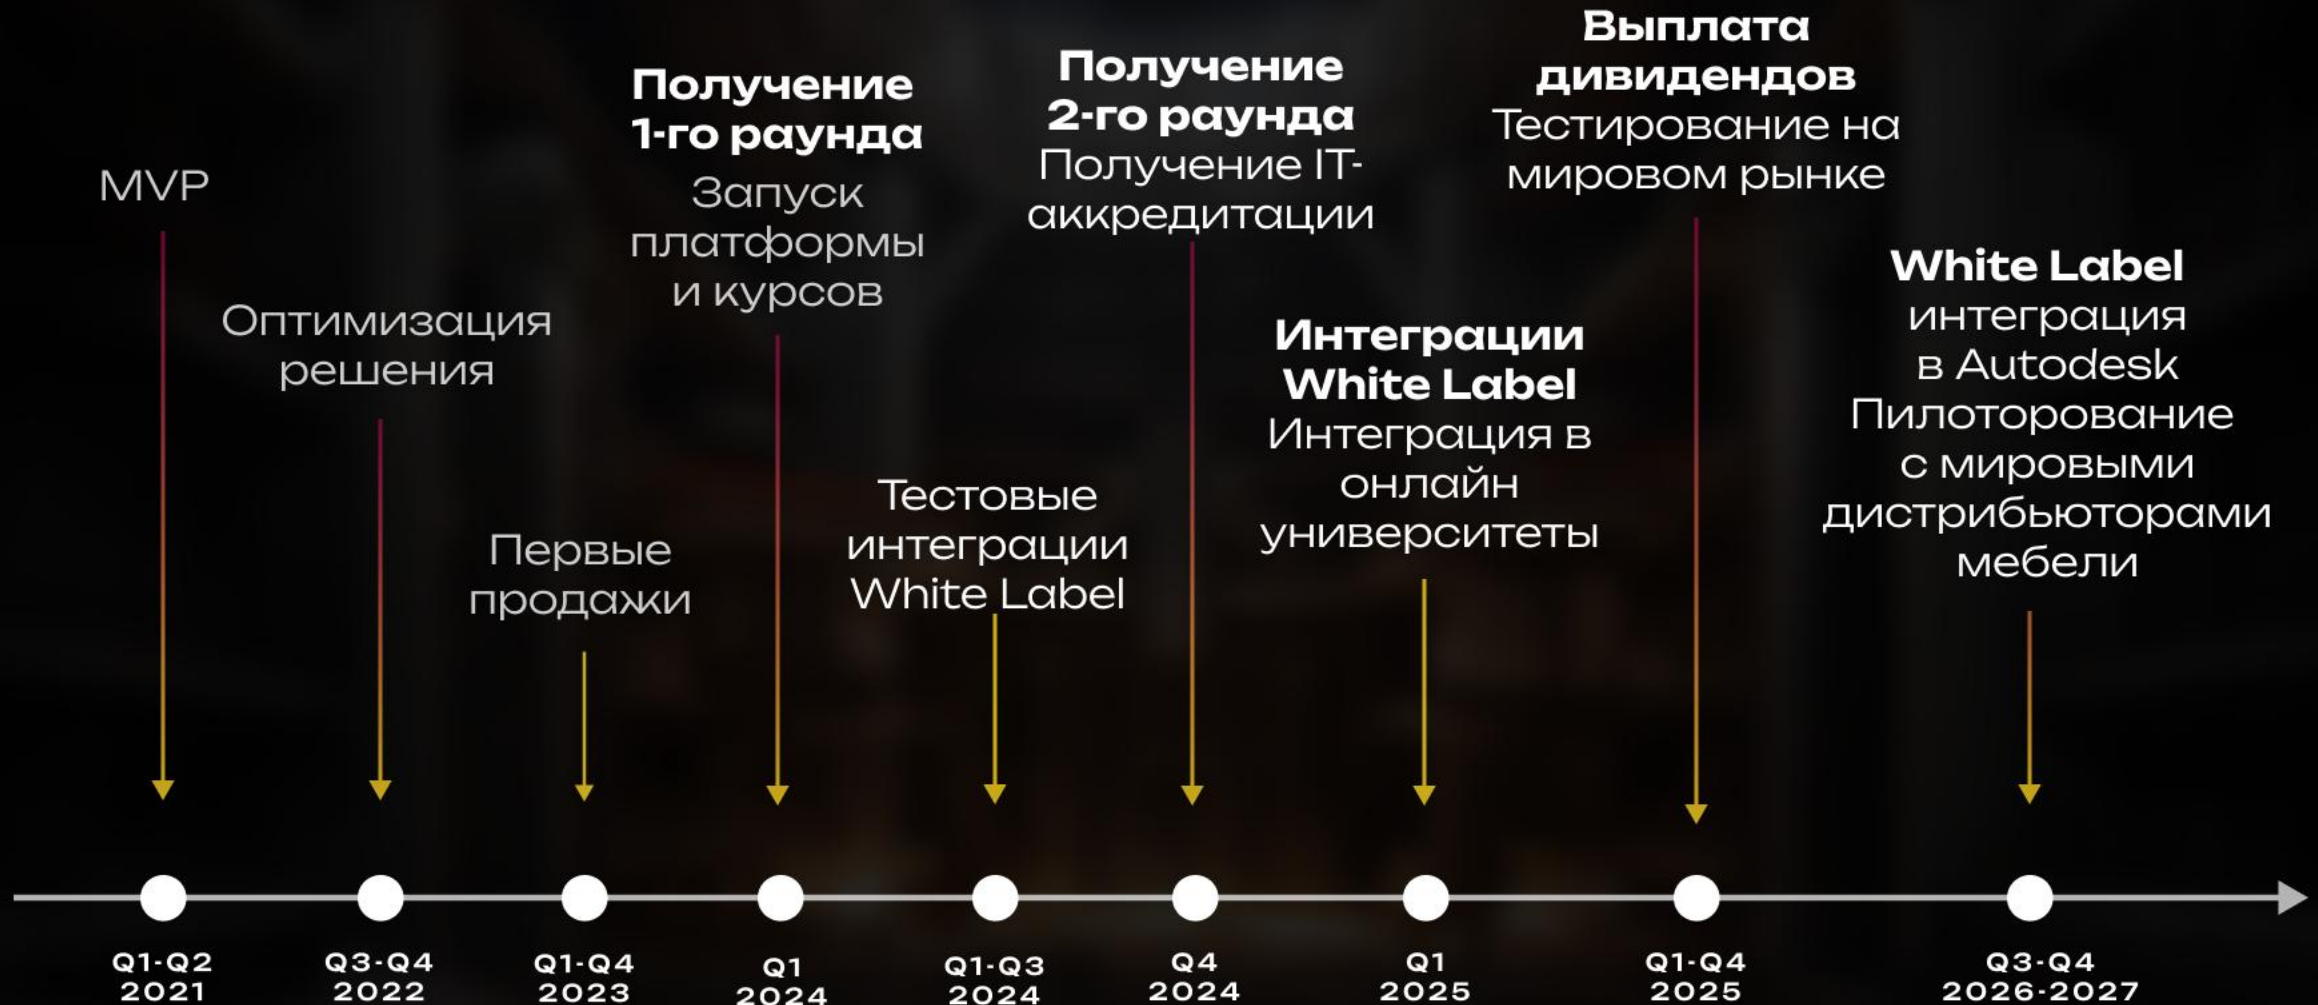 MVP
Оптимизация
решения
Первые
продажи
Получение
1-го раунда
Запуск
платформы
и курсов
Тестовые
интеграции
White Label
Получение
2-го раунда
Получение IT-
аккредитации
Интеграции
White Label
Интеграция в
онлайн
университеты
Выплата
дивидендов
Тестирование на
мировом рынке
White Label
интеграция
в Autodesk
Пилоторование
с мировыми
дистрибьюторами
мебели
Q1-Q2
2021
Q3-Q4
2022
Q1-Q4
2023
Q1
2024
Q1-Q3
2024
Q4
2024
Q1
2025
Q1-Q4
2025
Q3-Q4
2026-2027